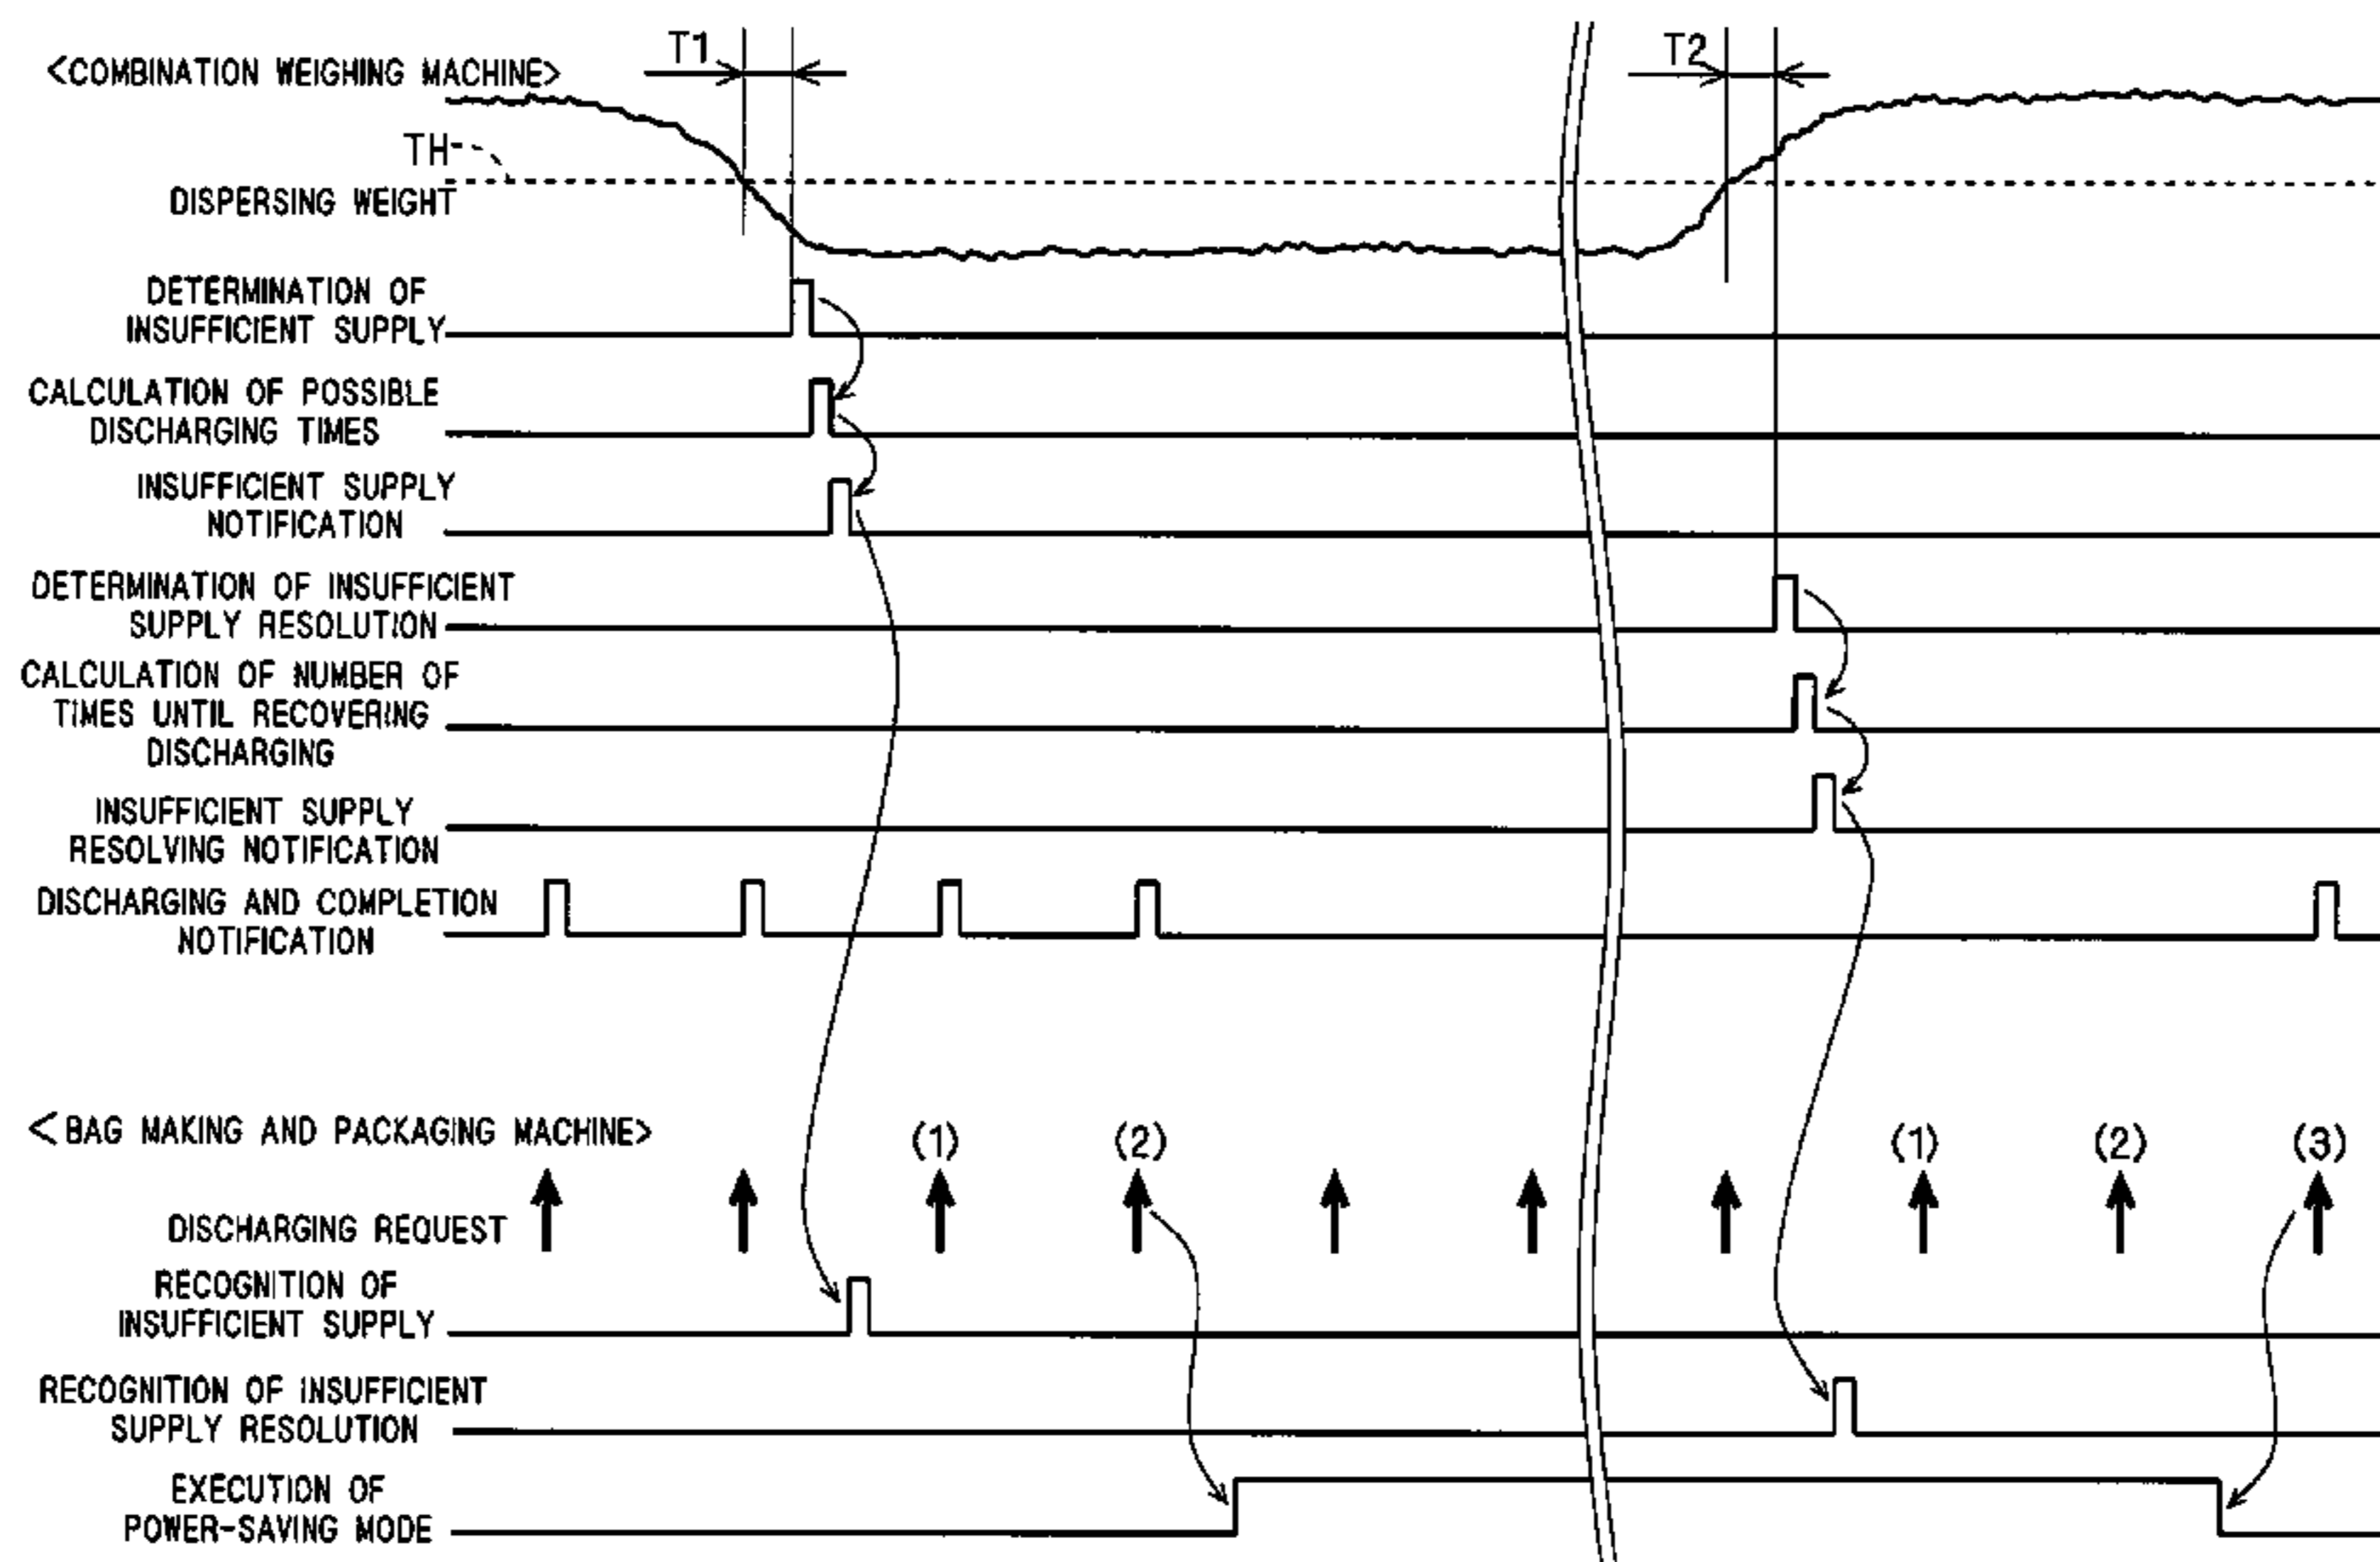 T1
T2
<COMBINATION WEIGHING MACHINE>
TH
DISPERSING WEIGHT
DETERMINATION OF
INSUFFICIENT SUPPLY
CALCULATION OF POSSIBLE
DISCHARGING TIMES
INSUFFICIENT SUPPLY
NOTIFICATION
DETERMINATION OF INSUFFICIENT
SUPPLY RESOLUTION
CALCULATION OF NUMBER OF
TIMES UNTIL RECOVERING
DISCHARGING
INSUFFICIENT SUPPLY
RESOLVING NOTIFICATION
DISCHARGING AND COMPLETION
NOTIFICATION
<BAG MAKING AND PACKAGING MACHINE>
(1) (2) (1) (2) (3)
DISCHARGING REQUEST
RECOGNITION OF
INSUFFICIENT SUPPLY
RECOGNITION OF INSUFFICIENT
SUPPLY RESOLUTION
EXECUTION OF
POWER-SAVING MODE